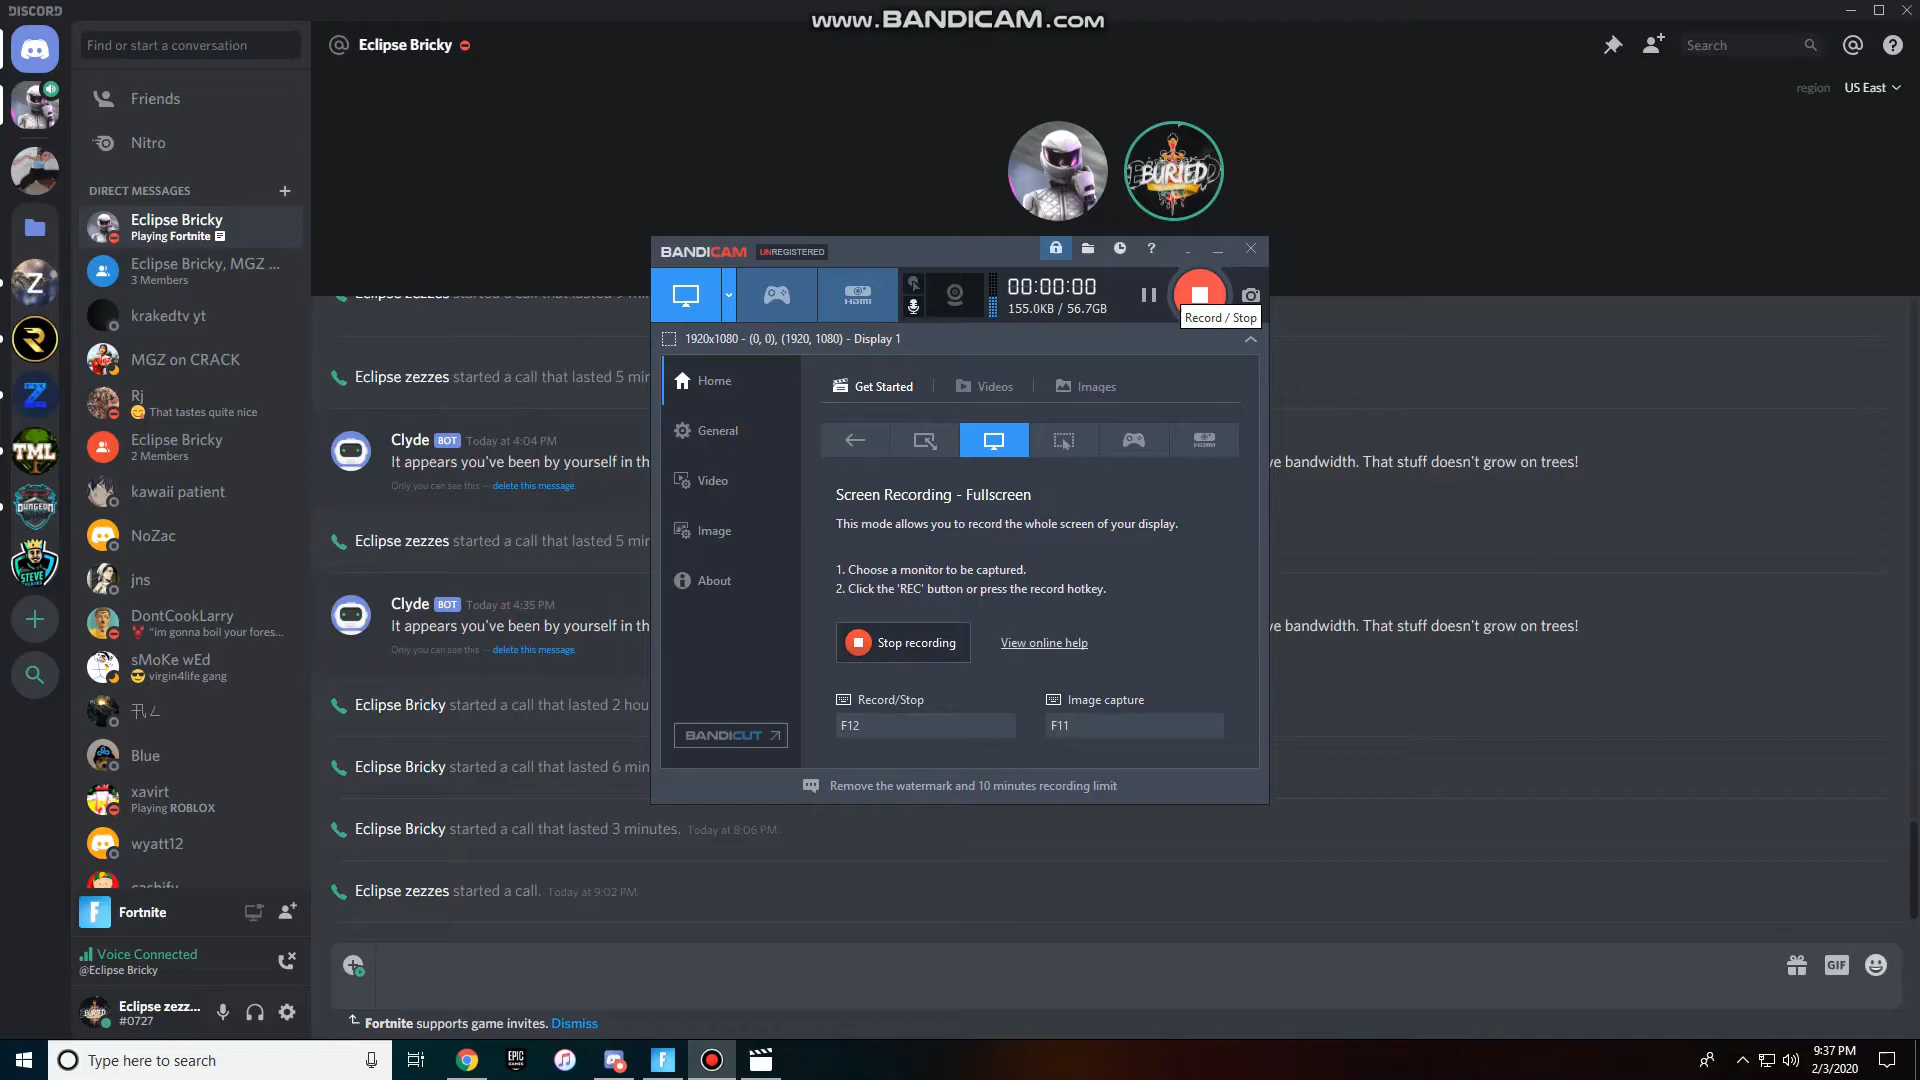 DISCORD
www.BANDICAM.com
Find or start a conversation
Eclipse Bricky
Search
region US East
Friends
Nitro
DIRECT MESSAGES
Eclipse Bricky
Playing Fortnite
Eclipse Bricky, MGZ ...
3 Members
krakedtv yt
MGZ on CRACK
Rj
That tastes quite nice
Eclipse Bricky
2 Members
kawaii patient
NoZac
jns
DontCookLarry
"im gonna boil your fores...
sMoKe wEd
virgin4life gang
Blue
xavirt
Playing ROBLOX
wyatt12
Fortnite
Voice Connected
@Eclipse Bricky
Eclipse zezz...
#0727
BURIED
Z
R
Z
TML
DUNGEON
STEVE
Eclipse zezzes started a call that lasted 5 min
Clyde BOT Today at 4:04 PM
It appears you've been by yourself in th
ve bandwidth. That stuff doesn't grow on trees!
Only you can see this — delete this message.
Eclipse zezzes started a call that lasted 5 min
Clyde BOT Today at 4:35 PM
It appears you've been by yourself in th
ve bandwidth. That stuff doesn't grow on trees!
Only you can see this — delete this message.
Eclipse Bricky started a call that lasted 2 hou
Eclipse Bricky started a call that lasted 6 min
Eclipse Bricky started a call that lasted 3 minutes. Today at 8:06 PM
Eclipse zezzes started a call. Today at 9:02 PM
GIF
Fortnite supports game invites. Dismiss
BANDICAM UNREGISTERED
?
HDMI
00:00:00
155.0KB / 56.7GB
Record / Stop
1920x1080 - (0, 0), (1920, 1080) - Display 1
Home
General
Video
Image
About
BANDICUT
Get Started
Videos
Images
HDMI
Screen Recording - Fullscreen
This mode allows you to record the whole screen of your display.
1. Choose a monitor to be captured.
2. Click the 'REC' button or press the record hotkey.
Stop recording
View online help
Record/Stop
Image capture
F12
F11
Remove the watermark and 10 minutes recording limit
Type here to search
EPIC GAMES
9:37 PM
2/3/2020